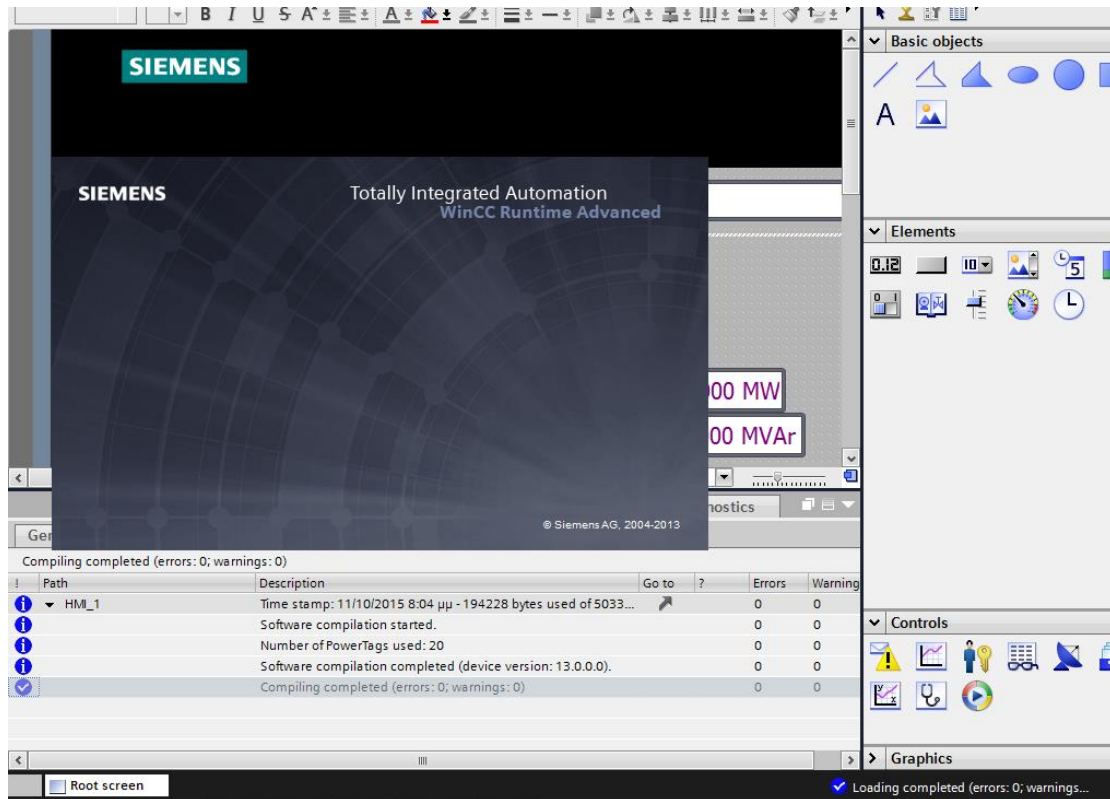 B I U S A
A
SIEMENS
Basic objects
A
SIEMENS
Totally Integrated Automation
WinCC Runtime Advanced
Elements
0.12
10
5
0 1
00 MW
00 MVAr
nostics
© Siemens AG, 2004-2013
Ger
Compiling completed (errors: 0; warnings: 0)
! Path Description Go to ? Errors Warning
HMI_1 Time stamp: 11/10/2015 8:04 μμ - 194228 bytes used of 5033... 0 0
Software compilation started. 0 0
Number of PowerTags used: 20 0 0
Software compilation completed (device version: 13.0.0.0). 0 0
Compiling completed (errors: 0; warnings: 0) 0 0
Controls
Y X
Graphics
Root screen
Loading completed (errors: 0; warnings...